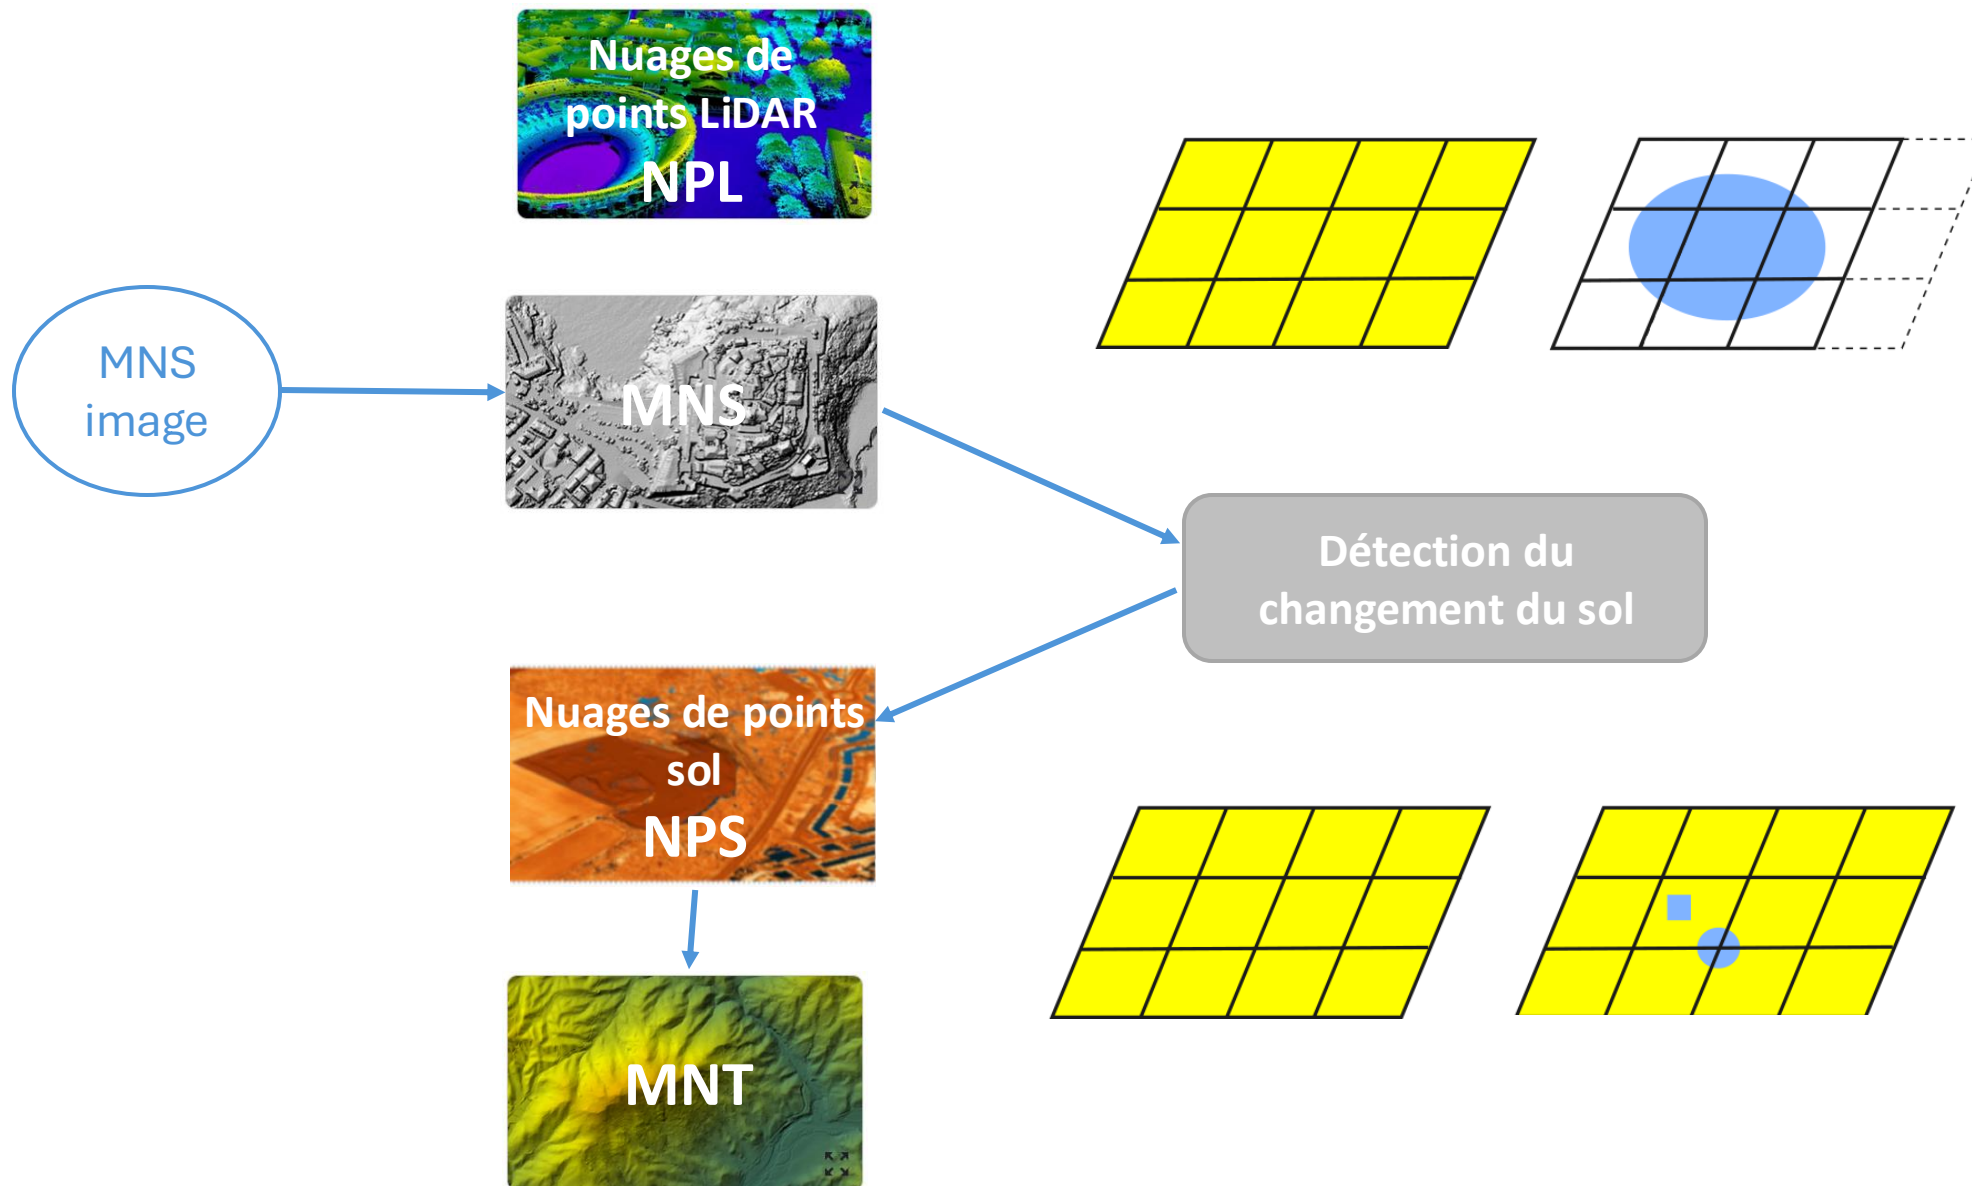 Nuages de
points LiDAR
NPL
MNS
image
MNS
Détection du
changement du sol
Nuages de points
sol
NPS
MNT